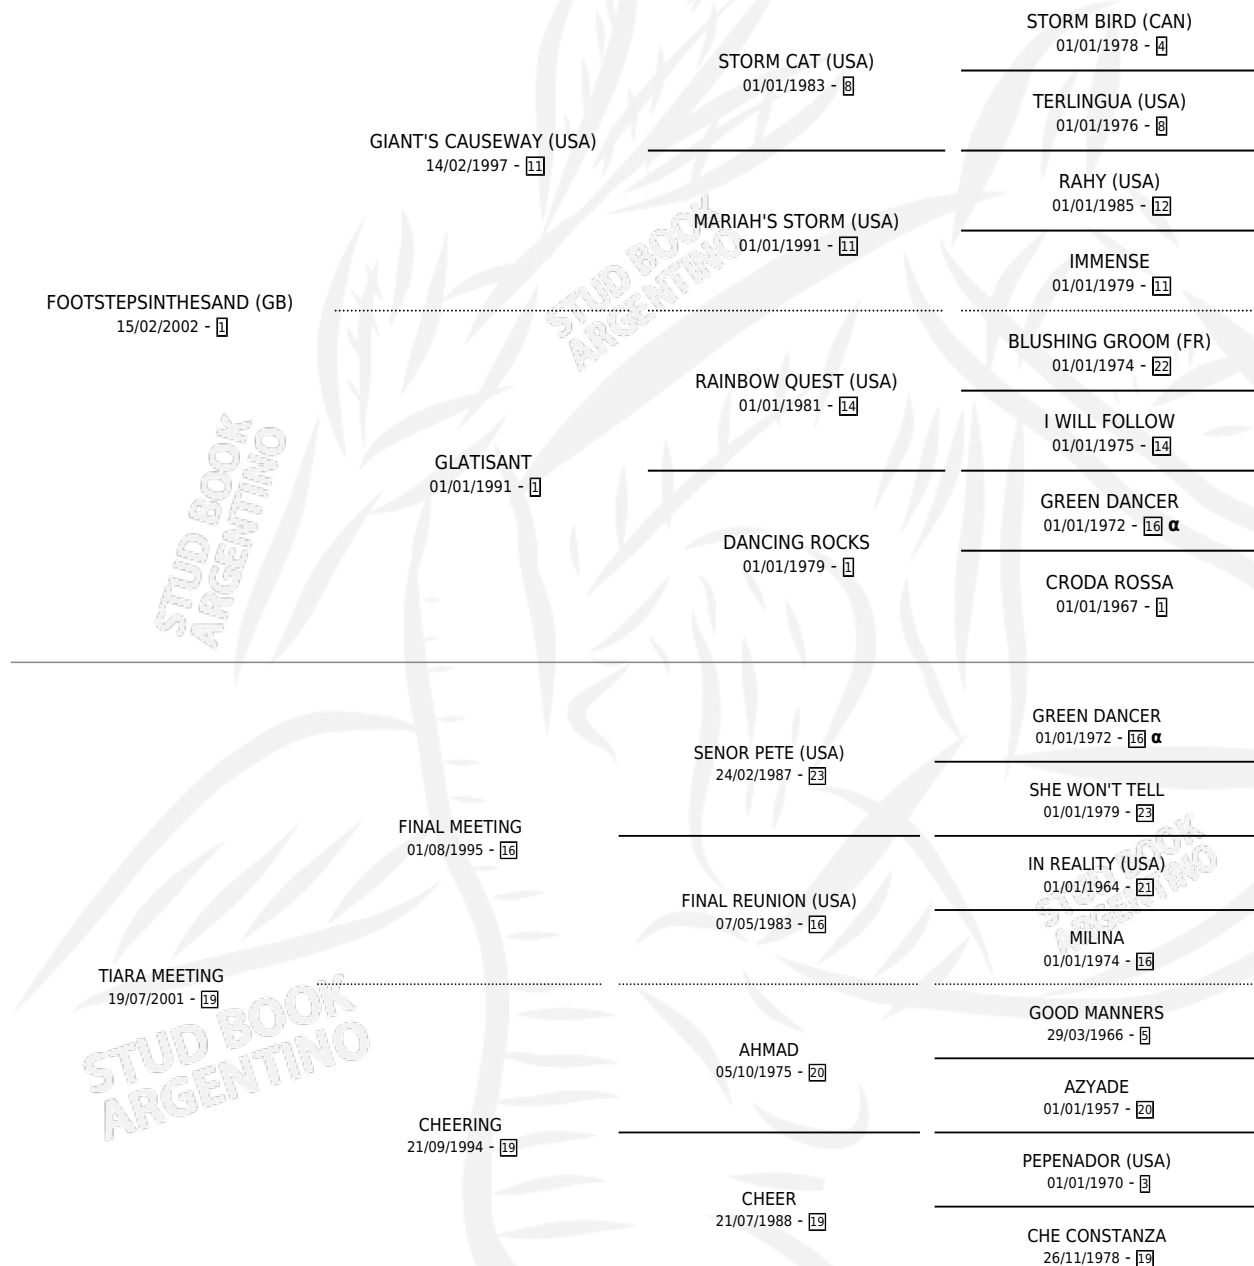 STORM BIRD (CAN)
01/01/1978 - 4
STORM CAT (USA)
01/01/1983 - 8
TERLINGUA (USA)
01/01/1976 - 8
GIANT'S CAUSEWAY (USA)
14/02/1997 - 11
RAHY (USA)
01/01/1985 - 12
MARIAH'S STORM (USA)
01/01/1991 - 11
IMMENSE
01/01/1979 - 11
FOOTSTEPSINTHESAND (GB)
15/02/2002 - 1
BLUSHING GROOM (FR)
01/01/1974 - 22
RAINBOW QUEST (USA)
01/01/1981 - 14
I WILL FOLLOW
01/01/1975 - 14
GLATISANT
01/01/1991 - 1
GREEN DANCER
01/01/1972 - 16 α
DANCING ROCKS
01/01/1979 - 1
CRODA ROSSA
01/01/1967 - 1
GREEN DANCER
01/01/1972 - 16 α
SENOR PETE (USA)
24/02/1987 - 23
SHE WON'T TELL
01/01/1979 - 23
FINAL MEETING
01/08/1995 - 16
IN REALITY (USA)
01/01/1964 - 21
FINAL REUNION (USA)
07/05/1983 - 16
MILINA
01/01/1974 - 16
TIARA MEETING
19/07/2001 - 19
GOOD MANNERS
29/03/1966 - 5
AHMAD
05/10/1975 - 20
AZYADE
01/01/1957 - 20
CHEERING
21/09/1994 - 19
PEPENADOR (USA)
01/01/1970 - 3
CHEER
21/07/1988 - 19
CHE CONSTANZA
26/11/1978 - 19
STUD BOOK
ARGENTINO
STUD BOOK
ARGENTINO
STUD BOOK
ARGENTINO
STUD BOOK
ARGENTINO